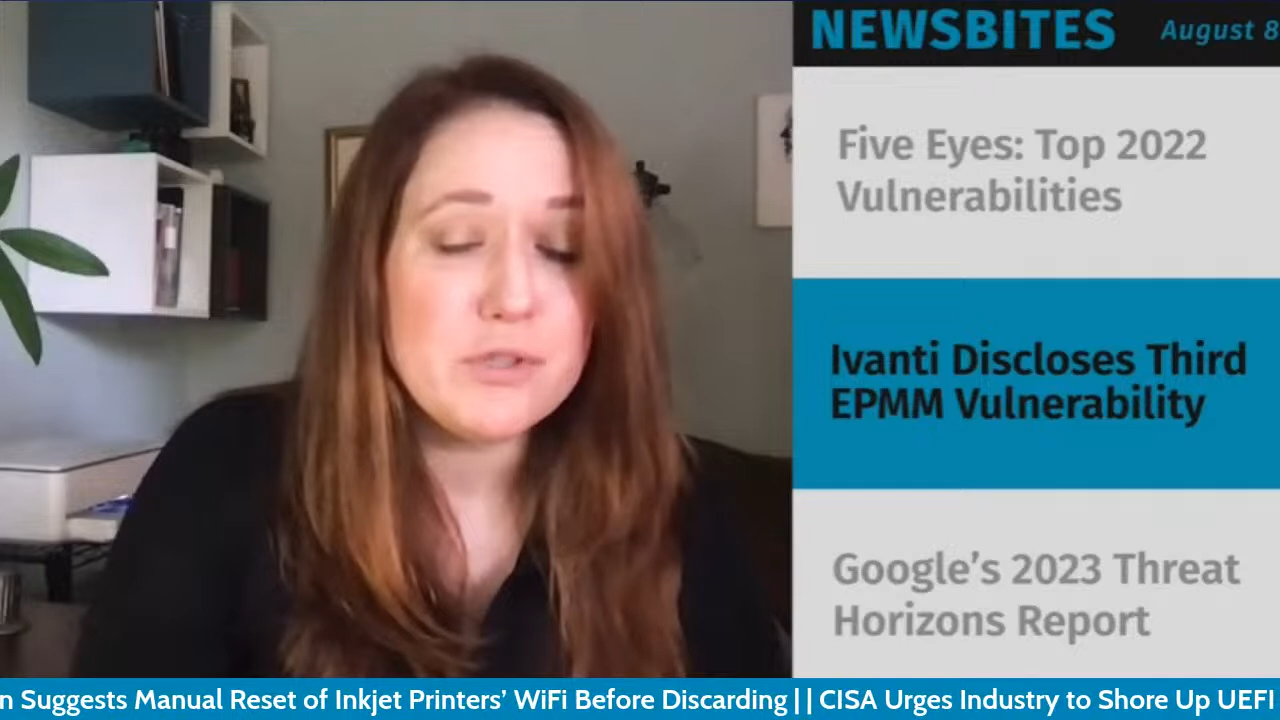 NEWSBITES August 8
Five Eyes: Top 2022
Vulnerabilities
Ivanti Discloses Third
EPMM Vulnerability
Google's 2023 Threat
Horizons Report
n Suggests Manual Reset of Inkjet Printers' WiFi Before Discarding || CISA Urges Industry to Shore Up UEFI